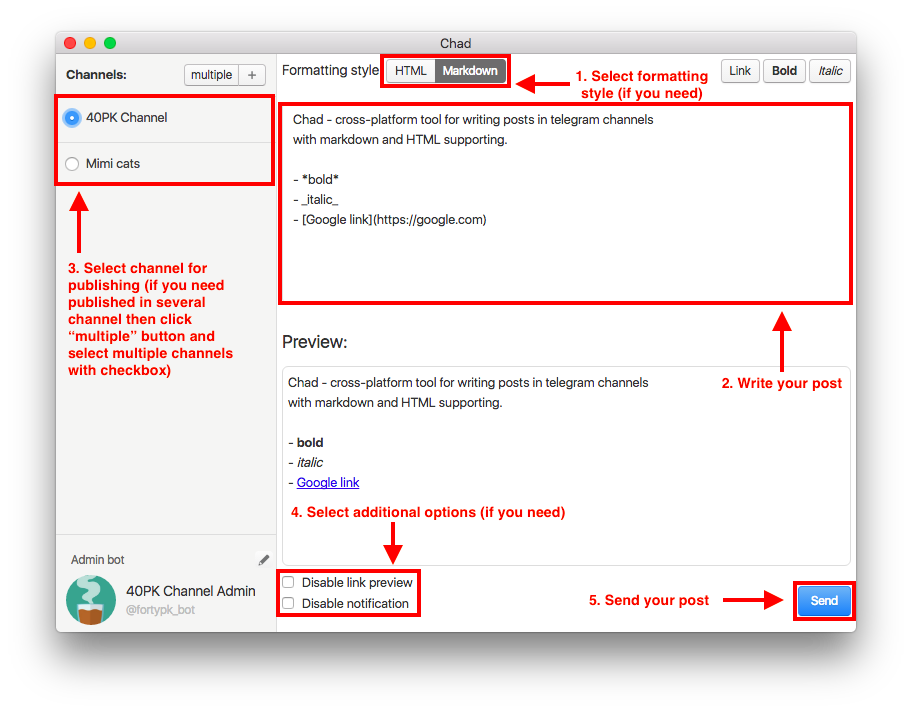 Chad
Channels:
multiple
+
40PK Channel
Mimi cats
3. Select channel for
publishing (if you need
published in several
channel then click
“multiple” button and
select multiple channels
with checkbox)
Admin bot
40PK Channel Admin
@fortypk_bot
Formatting style
HTML
Markdown
1. Select formatting
style (if you need)
Link
Bold
Italic
Chad - cross-platform tool for writing posts in telegram channels
with markdown and HTML supporting.
- *bold*
- _italic_
- [Google link](https://google.com)
2. Write your post
Preview:
Chad - cross-platform tool for writing posts in telegram channels
with markdown and HTML supporting.
- bold
- italic
- Google link
4. Select additional options (if you need)
Disable link preview
Disable notification
5. Send your post
Send